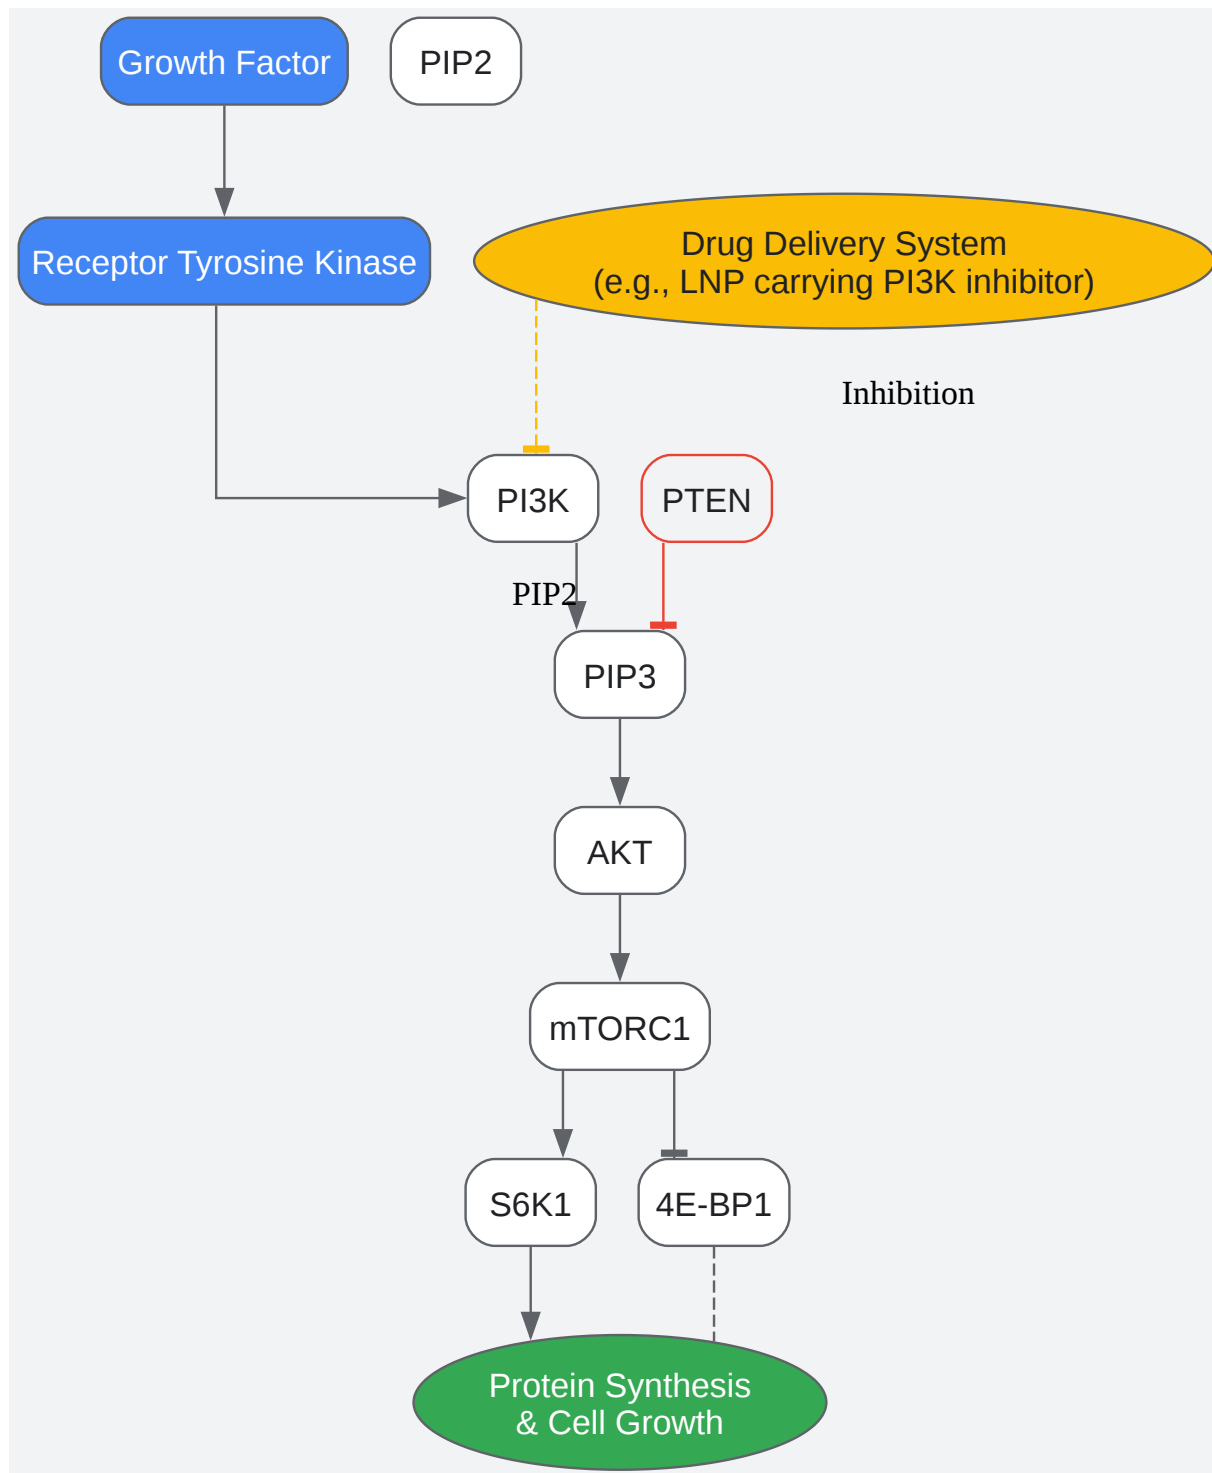 Growth Factor
PIP2
Receptor Tyrosine Kinase
Drug Delivery System
(e.g., LNP carrying PI3K inhibitor)
Inhibition
PI3K
PTEN
PIP2
PIP3
AKT
mTORC1
S6K1
4E-BP1
Protein Synthesis
& Cell Growth